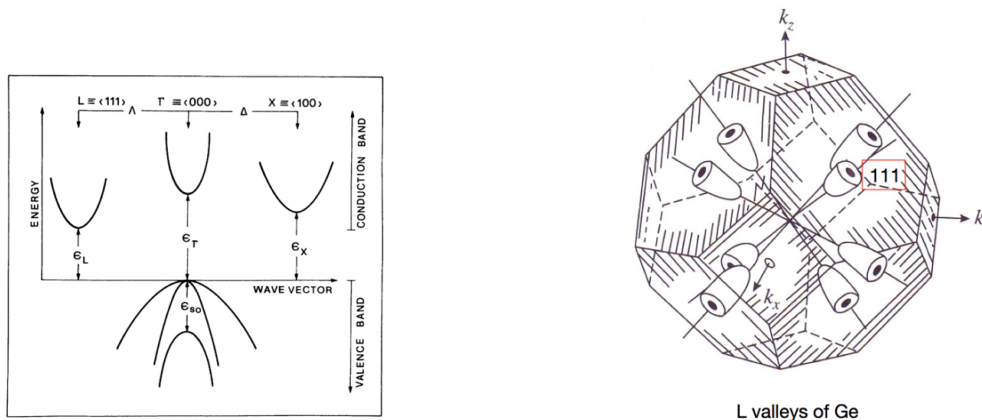 L ≡ ⟨111⟩ Λ Γ ≡ ⟨000⟩ Δ X ≡ ⟨100⟩
ENERGY
CONDUCTION BAND
ϵL
ϵΓ
ϵX
WAVE VECTOR
ϵSO
VALENCE BAND
kz
111
k
kx
L valleys of Ge